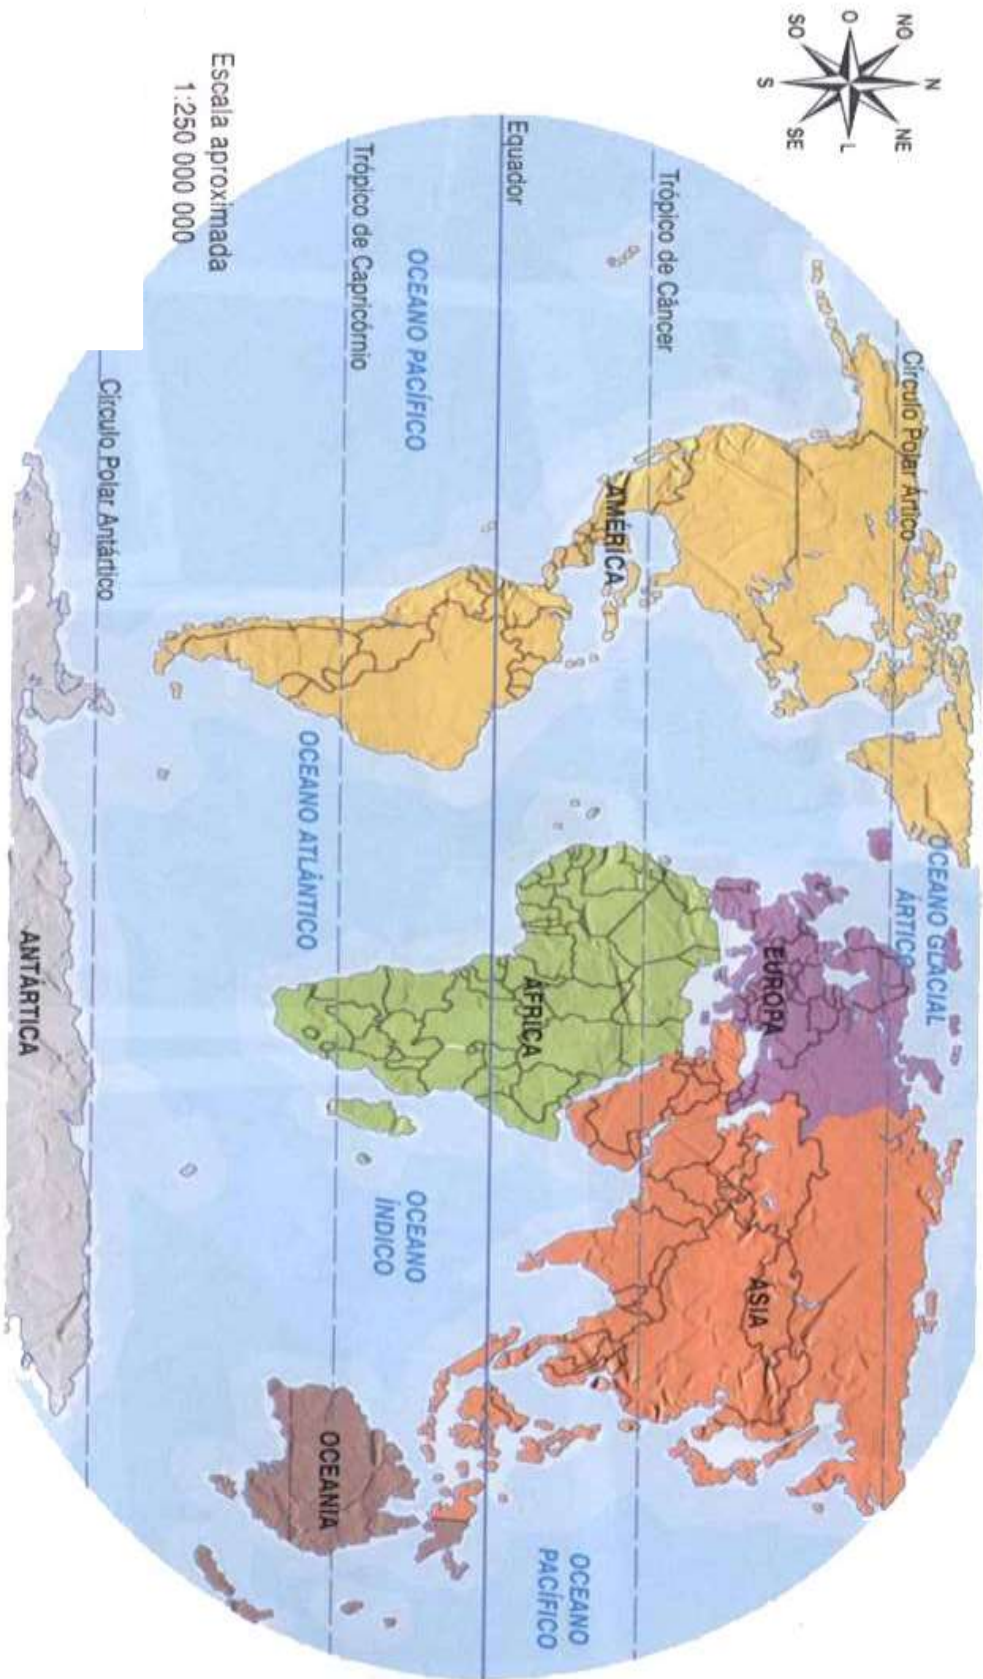 NO
N
NE
O
L
SO
S
SE
Círculo Polar Ártico
OCEANO GLACIAL
ÁRTICO
EUROPA
ÁSIA
Trópico de Câncer
AMÉRICA
ÁFRICA
OCEANO
PACÍFICO
Equador
OCEANO PACÍFICO
OCEANO
ÍNDICO
Trópico de Capricórnio
OCEANO ATLÂNTICO
OCEANIA
Escala aproximada
1:250 000 000
Círculo Polar Antártico
ANTÁRTICA